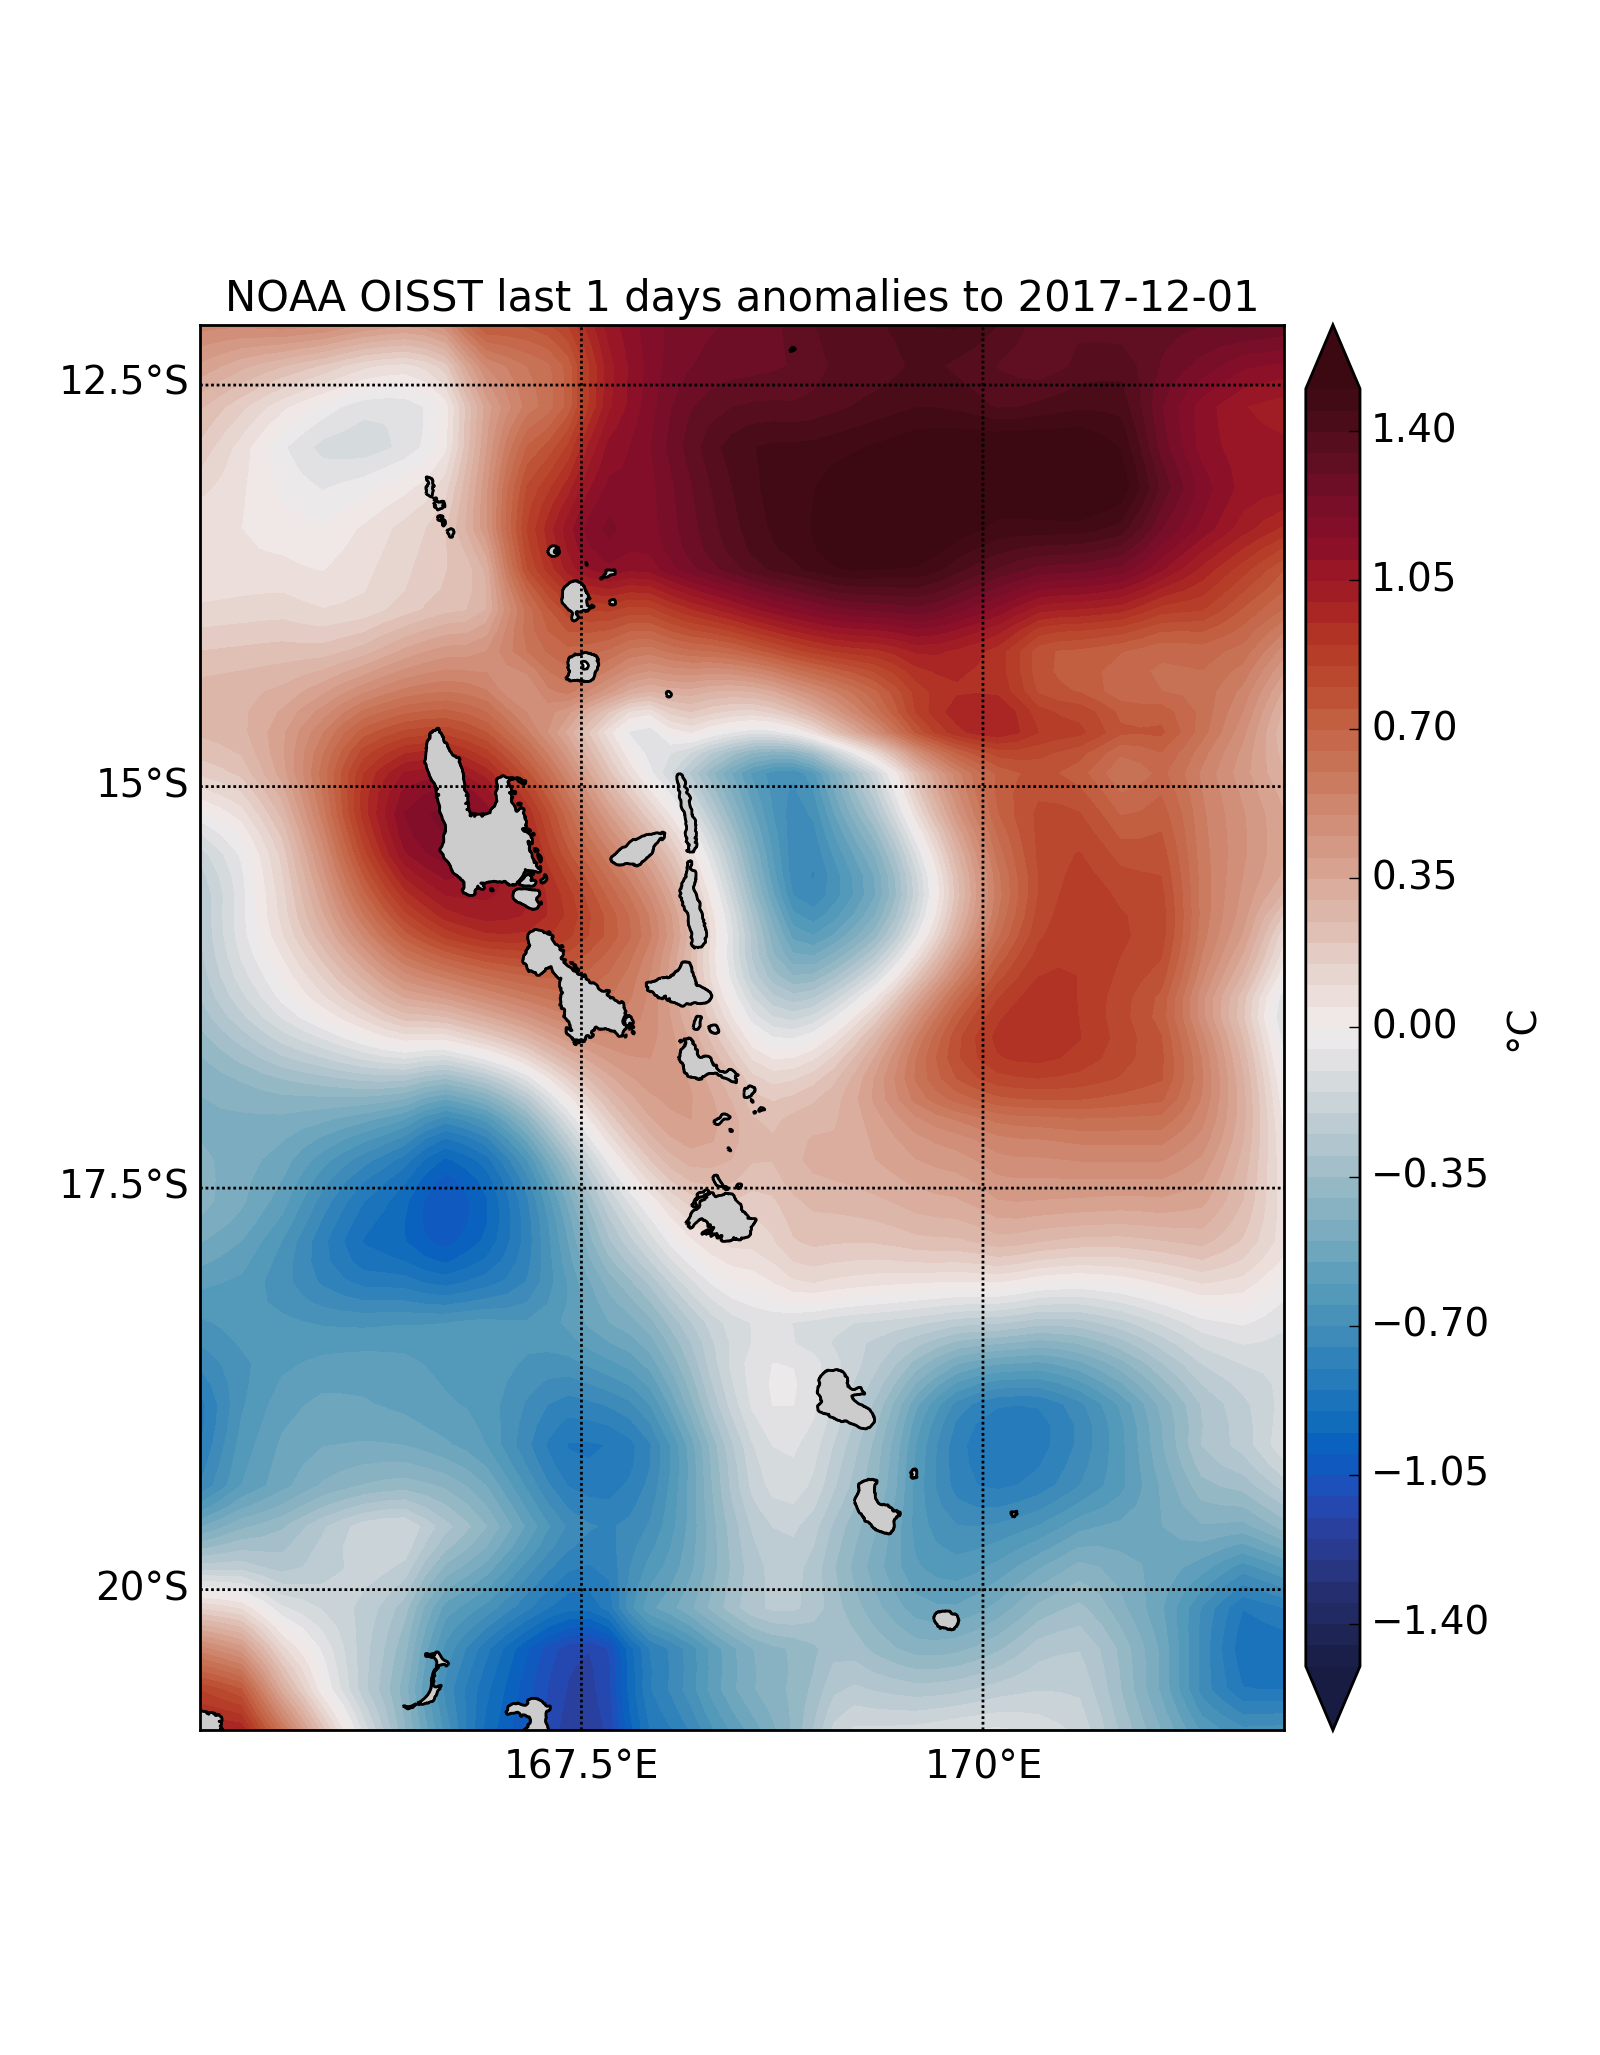 NOAA OISST last 1 days anomalies to 2017-12-01
12.5°S
15°S
17.5°S
20°S
167.5°E
170°E
1.40
1.05
0.70
0.35
0.00
−0.35
−0.70
−1.05
−1.40
°C